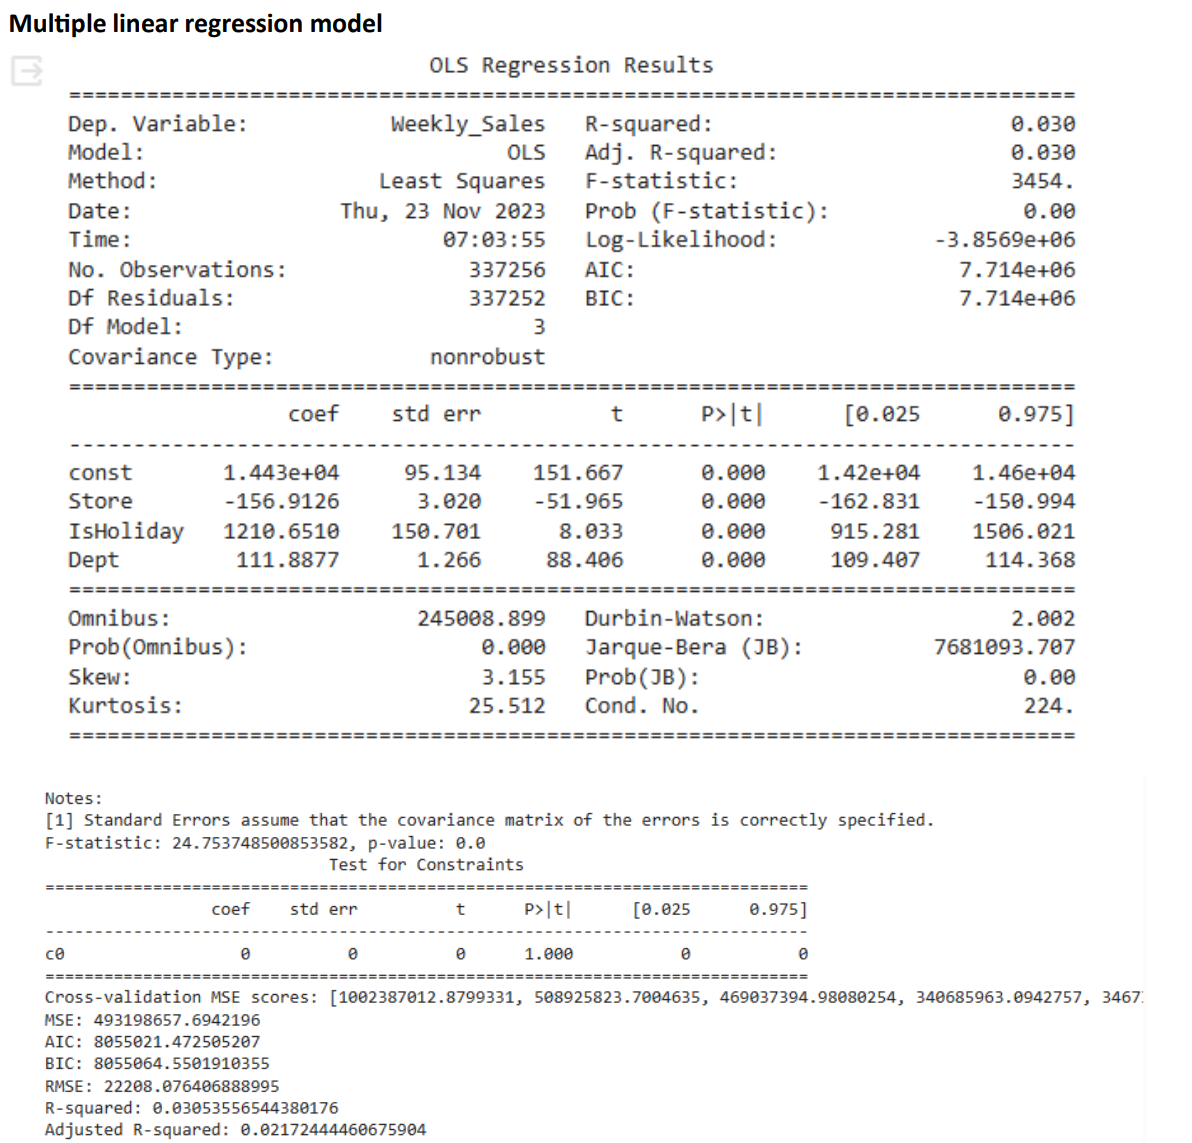 Multiple linear regression model
OLS Regression Results
==============================================================================
Dep. Variable: Weekly_Sales R-squared: 0.030
Model: OLS Adj. R-squared: 0.030
Method: Least Squares F-statistic: 3454.
Date: Thu, 23 Nov 2023 Prob (F-statistic): 0.00
Time: 07:03:55 Log-Likelihood: -3.8569e+06
No. Observations: 337256 AIC: 7.714e+06
Df Residuals: 337252 BIC: 7.714e+06
Df Model: 3
Covariance Type: nonrobust
==============================================================================
coef std err t P>|t| [0.025 0.975]
------------------------------------------------------------------------------
const 1.443e+04 95.134 151.667 0.000 1.42e+04 1.46e+04
Store -156.9126 3.020 -51.965 0.000 -162.831 -150.994
IsHoliday 1210.6510 150.701 8.033 0.000 915.281 1506.021
Dept 111.8877 1.266 88.406 0.000 109.407 114.368
==============================================================================
Omnibus: 245008.899 Durbin-Watson: 2.002
Prob(Omnibus): 0.000 Jarque-Bera (JB): 7681093.707
Skew: 3.155 Prob(JB): 0.00
Kurtosis: 25.512 Cond. No. 224.
==============================================================================
Notes:
[1] Standard Errors assume that the covariance matrix of the errors is correctly specified.
F-statistic: 24.753748500853582, p-value: 0.0
Test for Constraints
==============================================================================
coef std err t P>|t| [0.025 0.975]
------------------------------------------------------------------------------
c0 0 0 0 1.000 0 0
==============================================================================
Cross-validation MSE scores: [1002387012.8799331, 508925823.7004635, 469037394.98080254, 340685963.0942757, 3467
MSE: 493198657.6942196
AIC: 8055021.472505207
BIC: 8055064.5501910355
RMSE: 22208.076406888995
R-squared: 0.03053556544380176
Adjusted R-squared: 0.02172444460675904